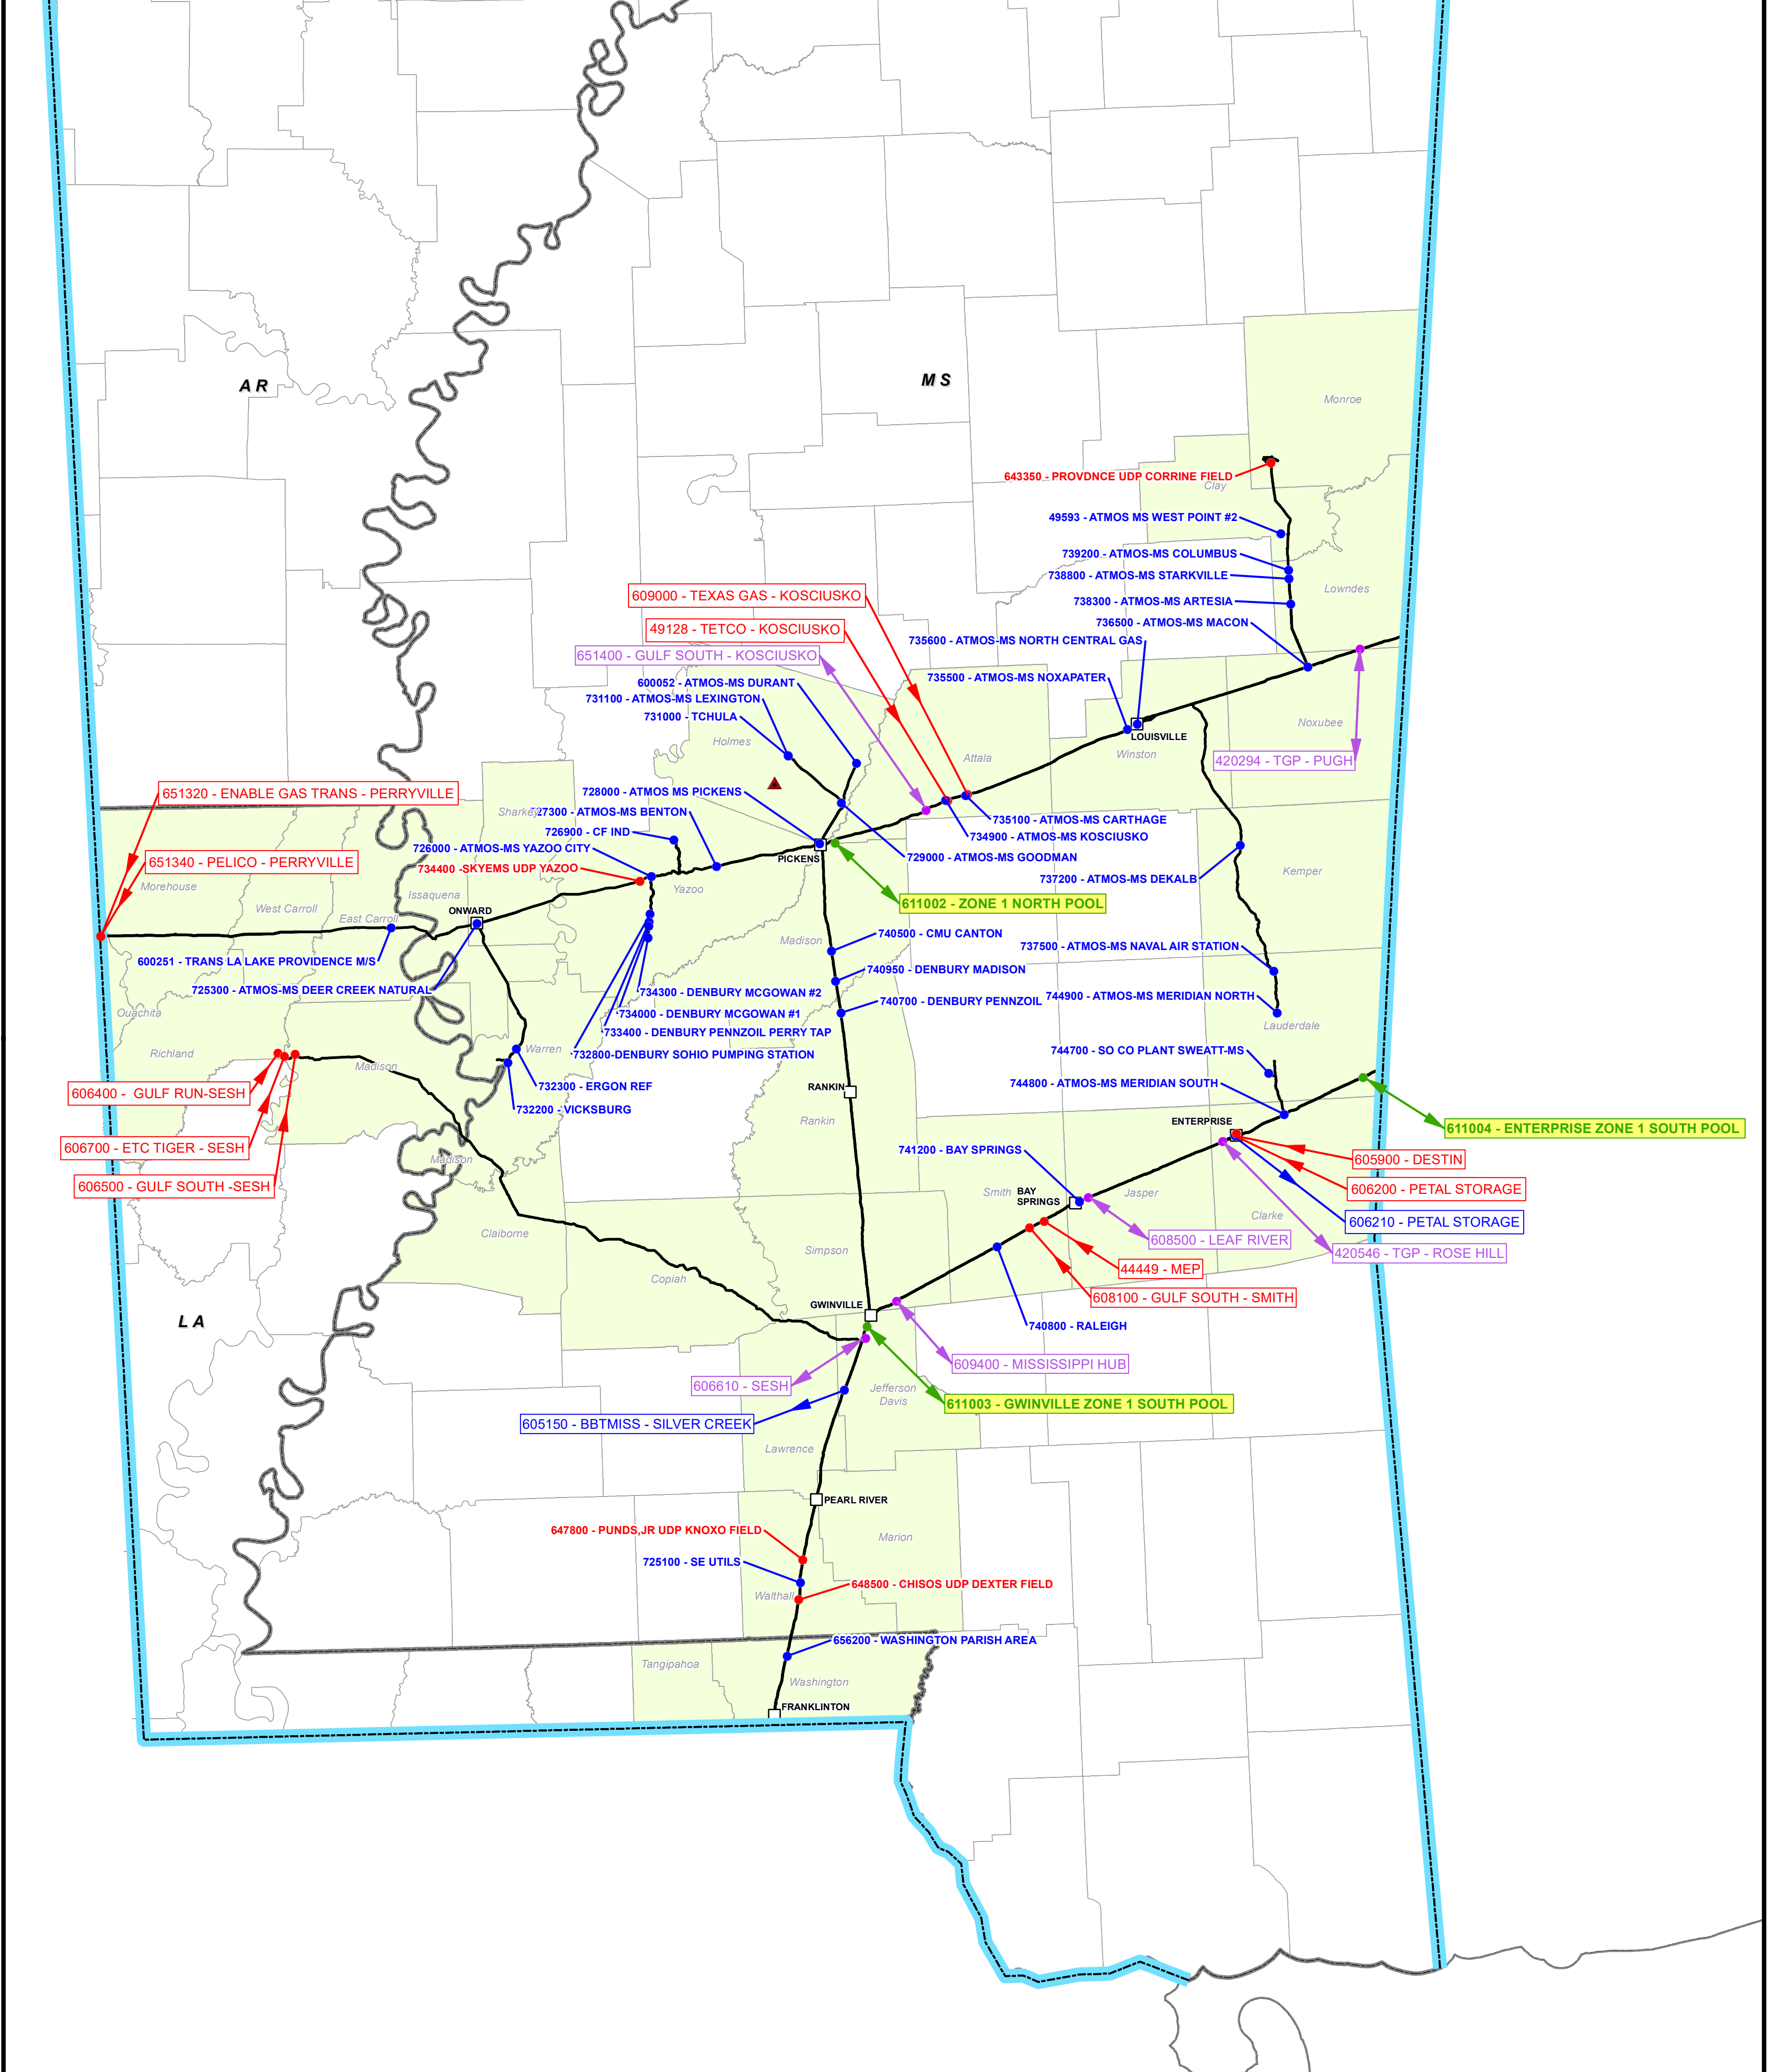 A R
M S
Monroe
643350 - PROVDNCE UDP CORRINE FIELD
Clay
49593 - ATMOS MS WEST POINT #2
739200 - ATMOS-MS COLUMBUS
738800 - ATMOS-MS STARKVILLE
Lowndes
738300 - ATMOS-MS ARTESIA
609000 - TEXAS GAS - KOSCIUSKO
736500 - ATMOS-MS MACON
49128 - TETCO - KOSCIUSKO
735600 - ATMOS-MS NORTH CENTRAL GAS
651400 - GULF SOUTH - KOSCIUSKO
735500 - ATMOS-MS NOXAPATER
600052 - ATMOS-MS DURANT
731100 - ATMOS-MS LEXINGTON
731000 - TCHULA
Noxubee
LOUISVILLE
Holmes
Attala
Winston
420294 - TGP - PUGH
651320 - ENABLE GAS TRANS - PERRYVILLE
728000 - ATMOS MS PICKENS
Sharkey
727300 - ATMOS-MS BENTON
735100 - ATMOS-MS CARTHAGE
726900 - CF IND
734900 - ATMOS-MS KOSCIUSKO
726000 - ATMOS-MS YAZOO CITY
PICKENS
729000 - ATMOS-MS GOODMAN
651340 - PELICO - PERRYVILLE
734400 -SKYEMS UDP YAZOO
Kemper
737200 - ATMOS-MS DEKALB
Morehouse
Issaquena
Yazoo
611002 - ZONE 1 NORTH POOL
West Carroll
East Carroll
ONWARD
740500 - CMU CANTON
Madison
737500 - ATMOS-MS NAVAL AIR STATION
600251 - TRANS LA LAKE PROVIDENCE M/S
740950 - DENBURY MADISON
725300 - ATMOS-MS DEER CREEK NATURAL
734300 - DENBURY MCGOWAN #2
744900 - ATMOS-MS MERIDIAN NORTH
740700 - DENBURY PENNZOIL
Ouachita
734000 - DENBURY MCGOWAN #1
Lauderdale
733400 - DENBURY PENNZOIL PERRY TAP
Richland
Warren
732800-DENBURY SOHIO PUMPING STATION
744700 - SO CO PLANT SWEATT-MS
Madison
732300 - ERGON REF
RANKIN
744800 - ATMOS-MS MERIDIAN SOUTH
606400 - GULF RUN-SESH
732200 - VICKSBURG
Rankin
ENTERPRISE
611004 - ENTERPRISE ZONE 1 SOUTH POOL
606700 - ETC TIGER - SESH
741200 - BAY SPRINGS
Madison
605900 - DESTIN
606500 - GULF SOUTH -SESH
Smith
BAY
SPRINGS
Jasper
606200 - PETAL STORAGE
Clarke
606210 - PETAL STORAGE
Claiborne
608500 - LEAF RIVER
Simpson
420546 - TGP - ROSE HILL
Copiah
44449 - MEP
608100 - GULF SOUTH - SMITH
L A
GWINVILLE
740800 - RALEIGH
609400 - MISSISSIPPI HUB
606610 - SESH
Jefferson
Davis
611003 - GWINVILLE ZONE 1 SOUTH POOL
605150 - BBTMISS - SILVER CREEK
Lawrence
PEARL RIVER
647800 - PUNDS,JR UDP KNOXO FIELD
Marion
725100 - SE UTILS
648500 - CHISOS UDP DEXTER FIELD
Walthall
656200 - WASHINGTON PARISH AREA
Tangipahoa
Washington
FRANKLINTON